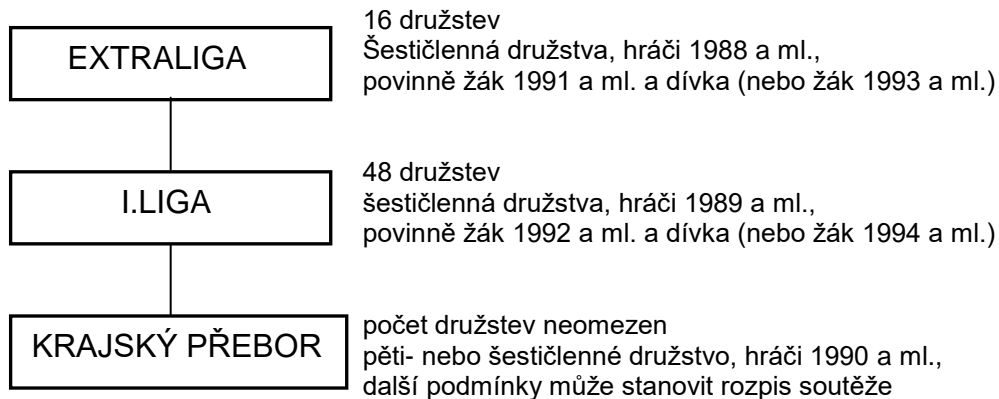 EXTRALIGA
16 družstev
Šestičlenná družstva, hráči 1988 a ml.,
povinně žák 1991 a ml. a dívka (nebo žák 1993 a ml.)
I.LIGA
48 družstev
šestičlenná družstva, hráči 1989 a ml.,
povinně žák 1992 a ml. a dívka (nebo žák 1994 a ml.)
KRAJSKÝ PŘEBOR
počet družstev neomezen
pěti- nebo šestičlenné družstvo, hráči 1990 a ml.,
další podmínky může stanovit rozpis soutěže